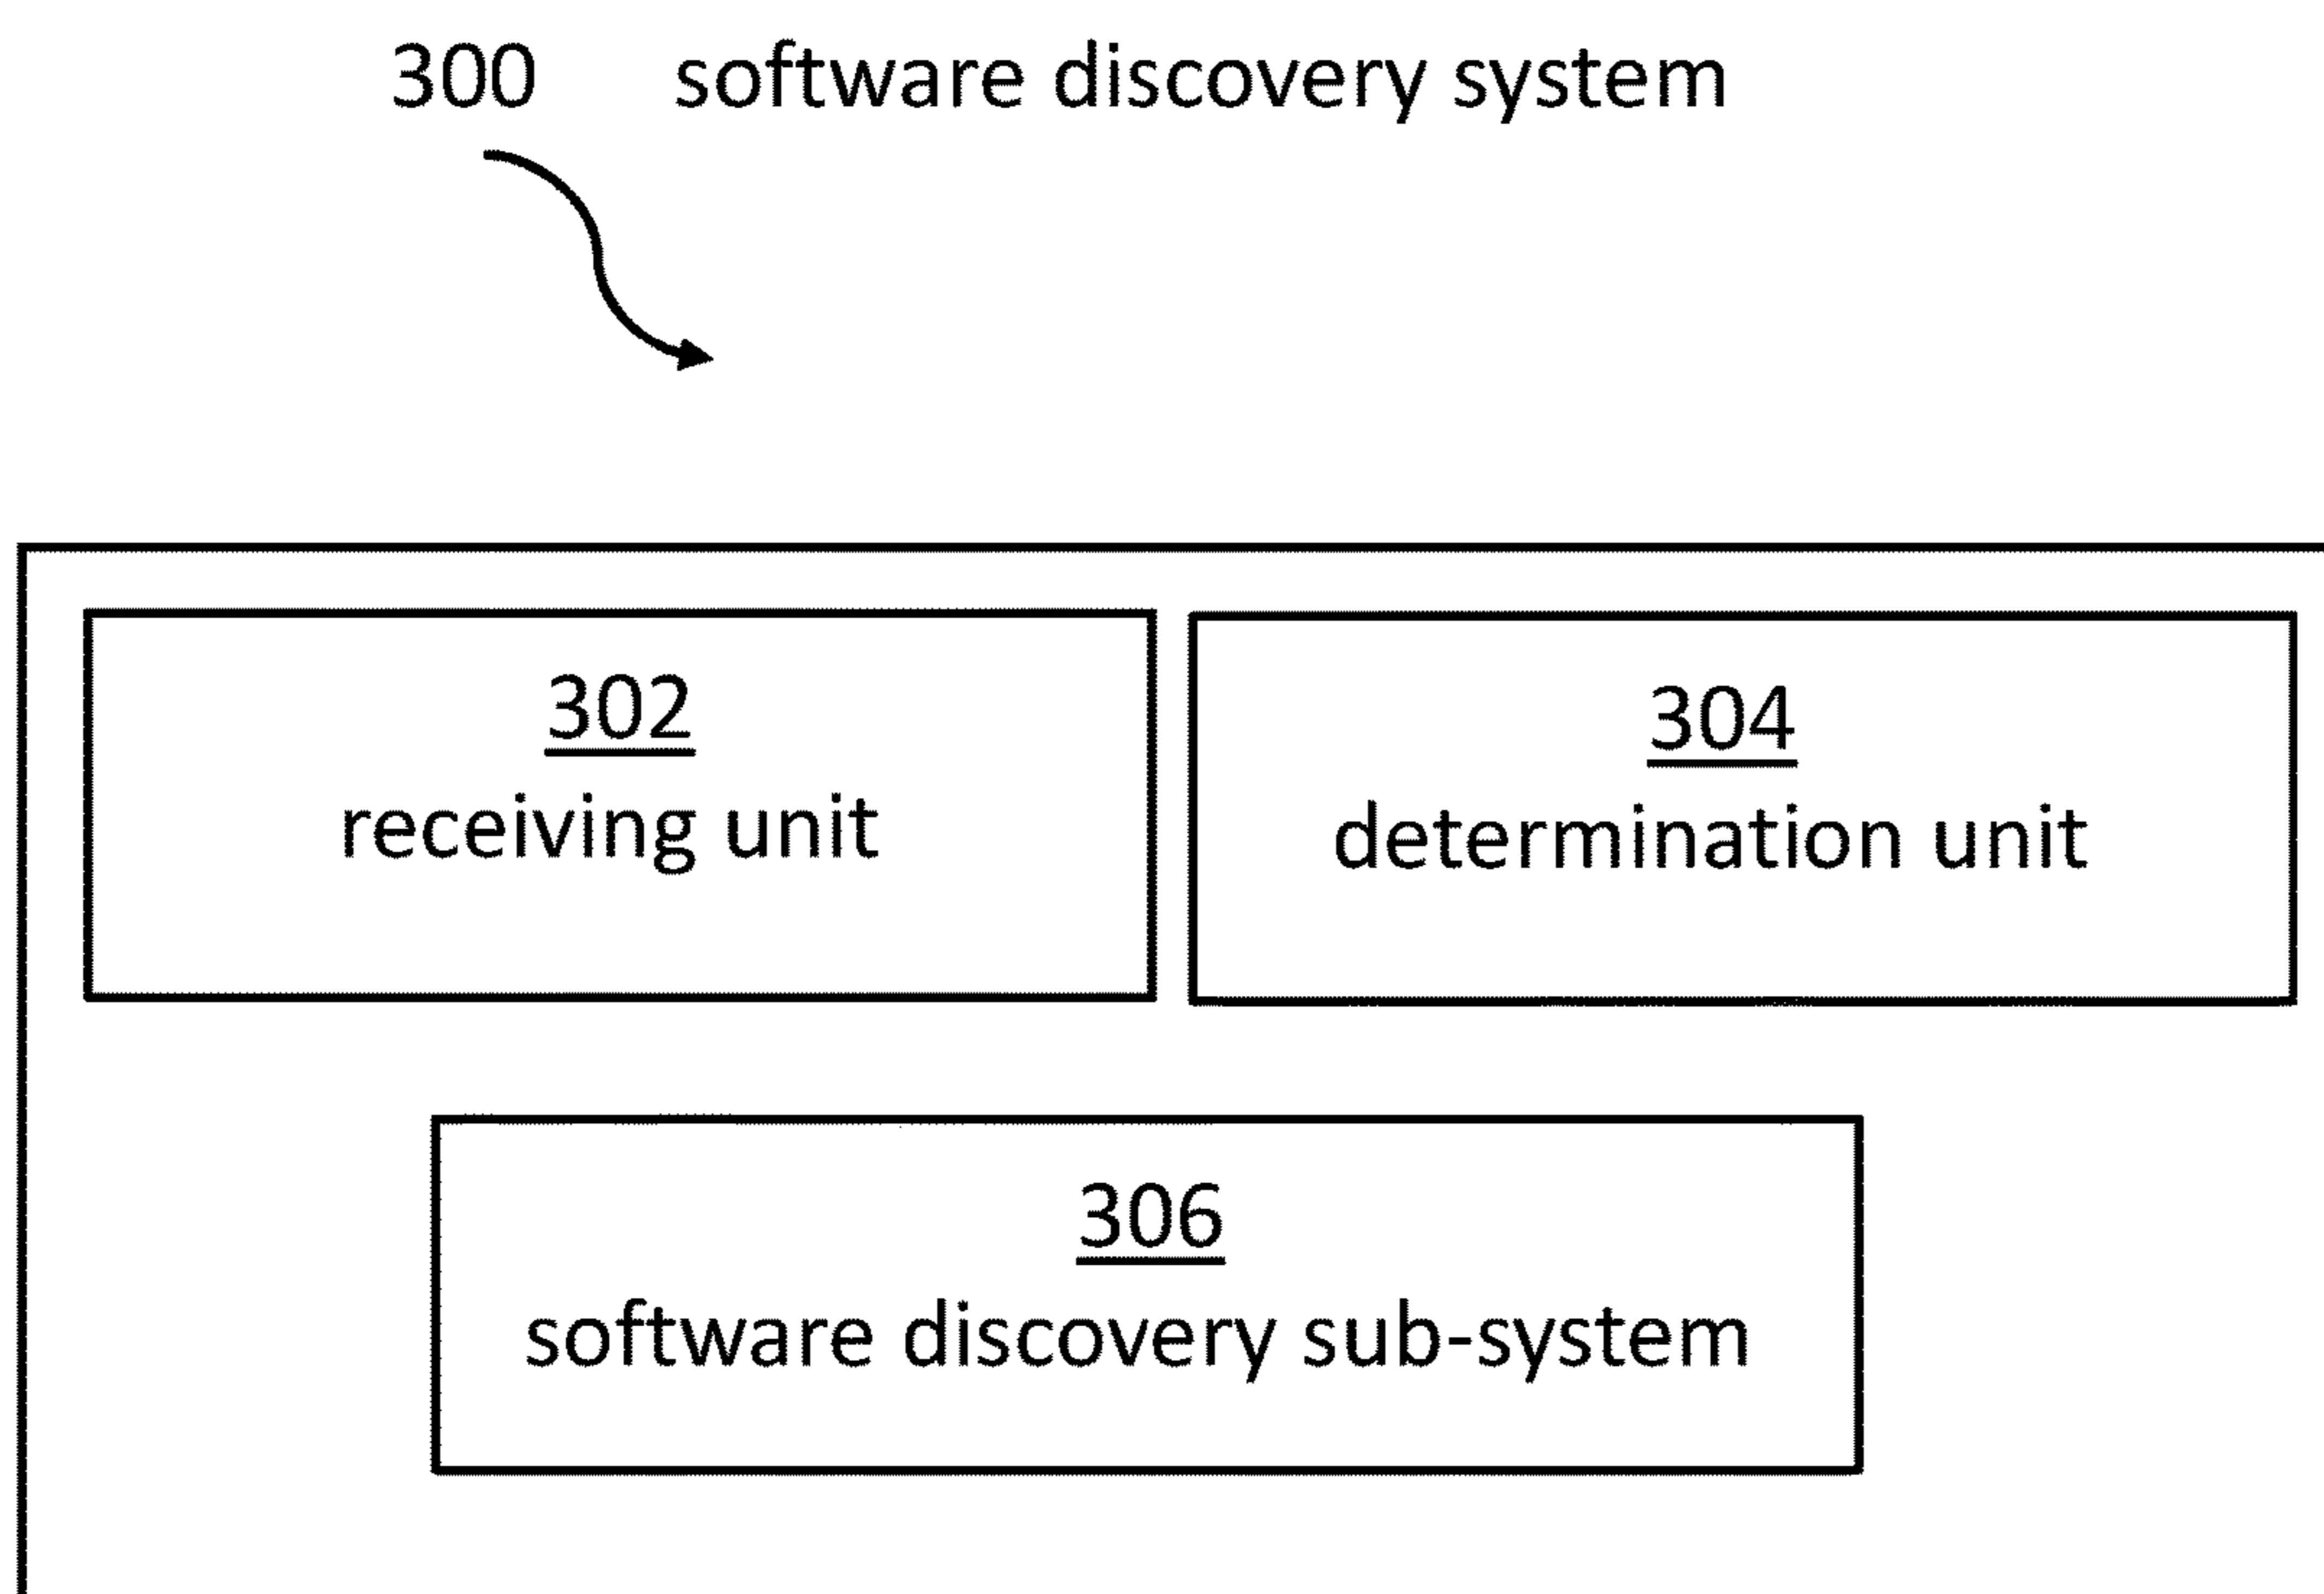 300 software discovery system
302
receiving unit
304
determination unit
306
software discovery sub-system